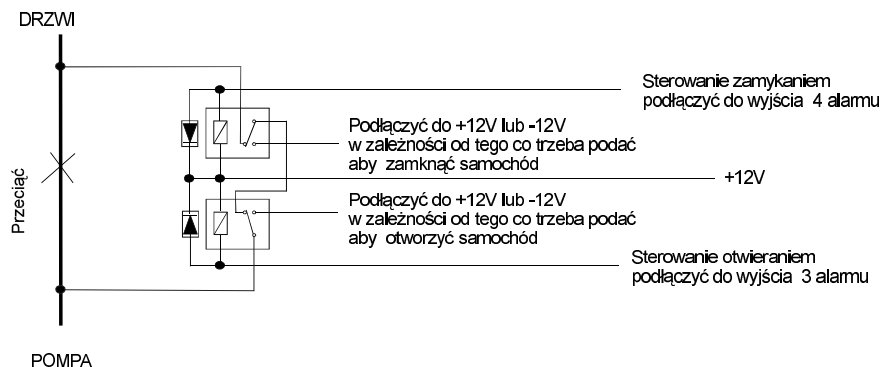 DRZWI
Sterowanie zamykaniem
podłączyć do wyjścia 4 alarmu
Podłączyć do +12V lub -12V
w zależności od tego co trzeba podać
aby zamknąć samochód
Przeciąć
+12V
Podłączyć do +12V lub -12V
w zależności od tego co trzeba podać
aby otworzyć samochód
Sterowanie otwieraniem
podłączyć do wyjścia 3 alarmu
POMPA